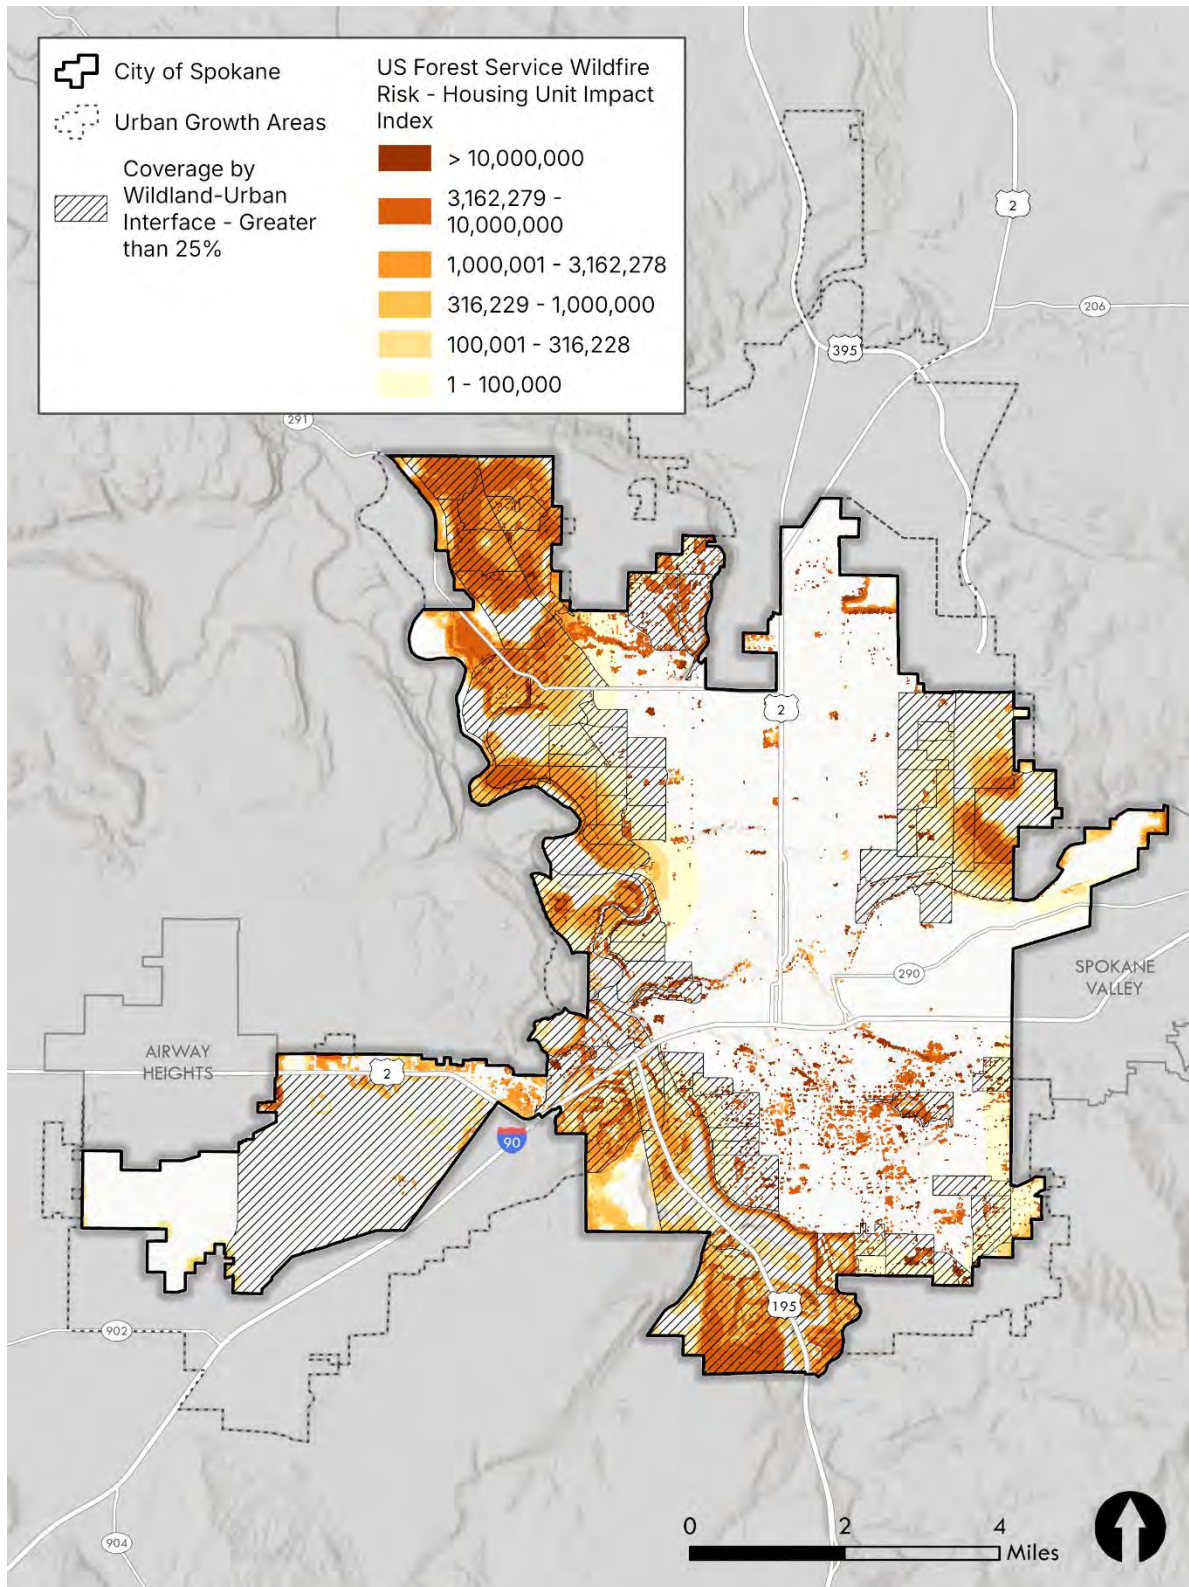 City of Spokane
Urban Growth Areas
Coverage by
Wildland-Urban
Interface - Greater
than 25%
US Forest Service Wildfire
Risk - Housing Unit Impact
Index
> 10,000,000
3,162,279 -
10,000,000
1,000,001 - 3,162,278
316,229 - 1,000,000
100,001 - 316,228
1 - 100,000
2
206
395
291
2
290
SPOKANE
VALLEY
AIRWAY
HEIGHTS
2
90
195
902
904
0 2 4
Miles